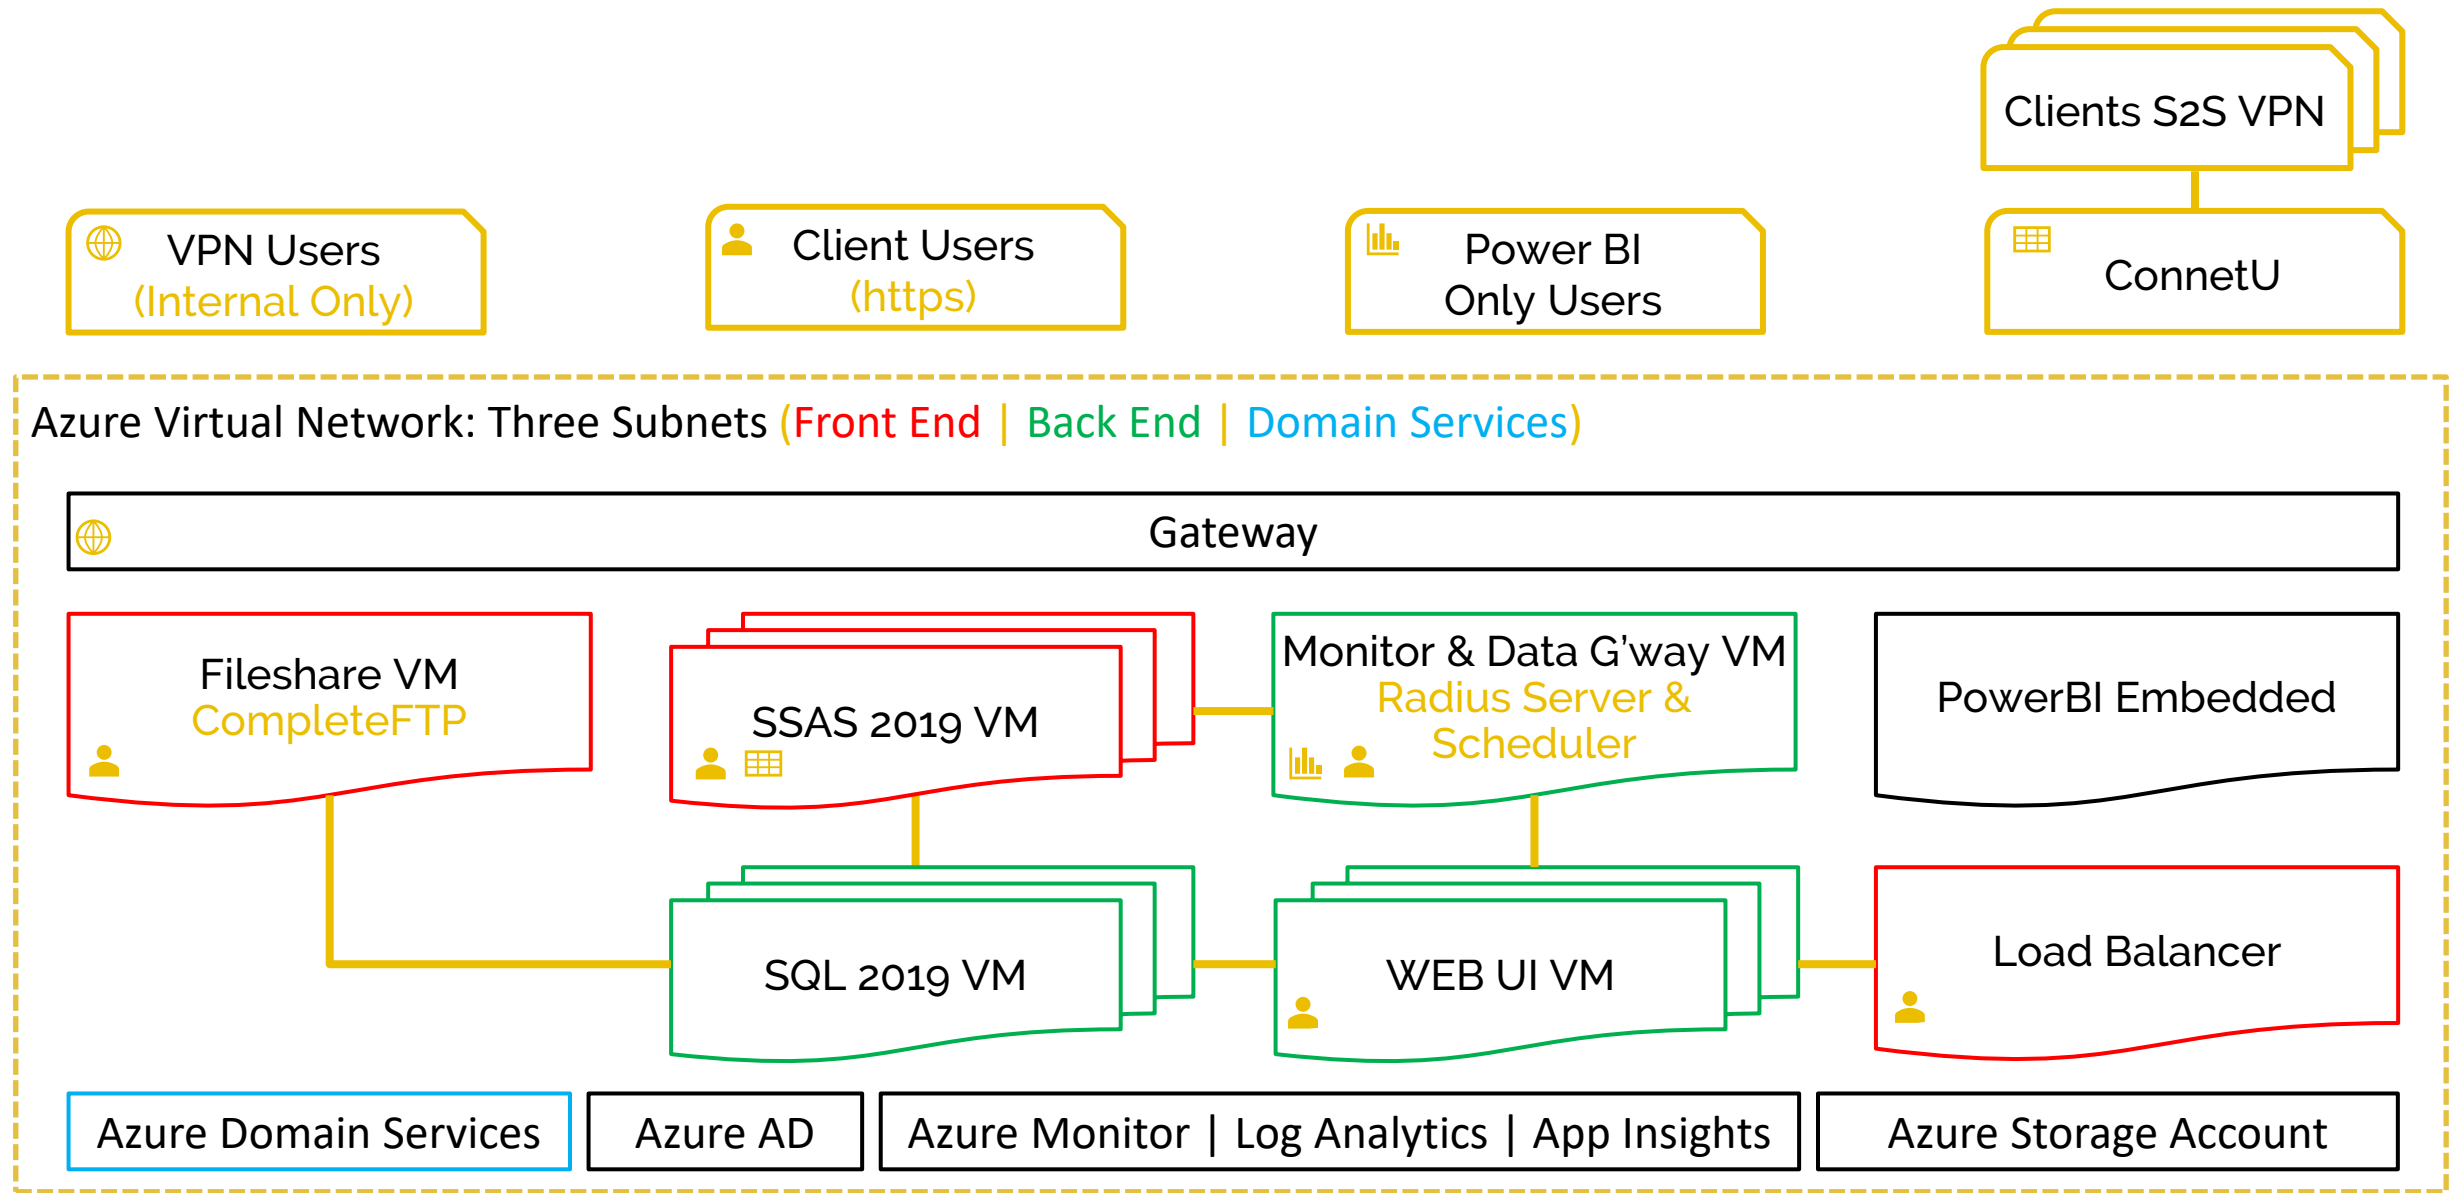 Clients S2S VPN
VPN Users
(Internal Only)
Client Users
(https)
Power BI
Only Users
ConnetU
Azure Virtual Network: Three Subnets (Front End | Back End | Domain Services)
Gateway
Fileshare VM
CompleteFTP
SSAS 2019 VM
Monitor & Data G’way VM
Radius Server &
Scheduler
PowerBI Embedded
SQL 2019 VM
WEB UI VM
Load Balancer
Azure Domain Services
Azure AD
Azure Monitor | Log Analytics | App Insights
Azure Storage Account